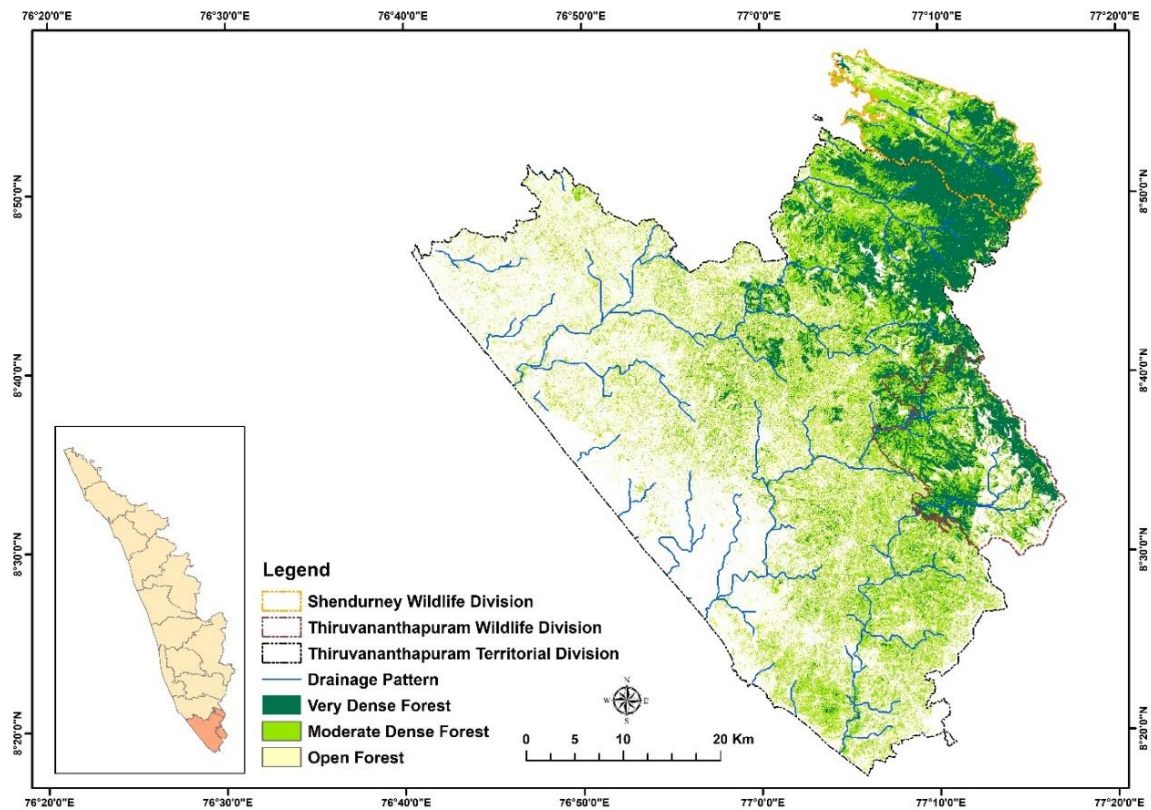 76°20'0"E 76°30'0"E 76°40'0"E 76°50'0"E 77°0'0"E 77°10'0"E 77°20'0"E
8°50'0"N 8°50'0"N
8°40'0"N 8°40'0"N
8°30'0"N 8°30'0"N
8°20'0"N 8°20'0"N
Legend
Shendurney Wildlife Division
Thiruvananthapuram Wildlife Division
Thiruvananthapuram Territorial Division
Drainage Pattern
Very Dense Forest
Moderate Dense Forest
Open Forest
N
W E
S
0 5 10 20 Km
76°20'0"E 76°30'0"E 76°40'0"E 76°50'0"E 77°0'0"E 77°10'0"E 77°20'0"E